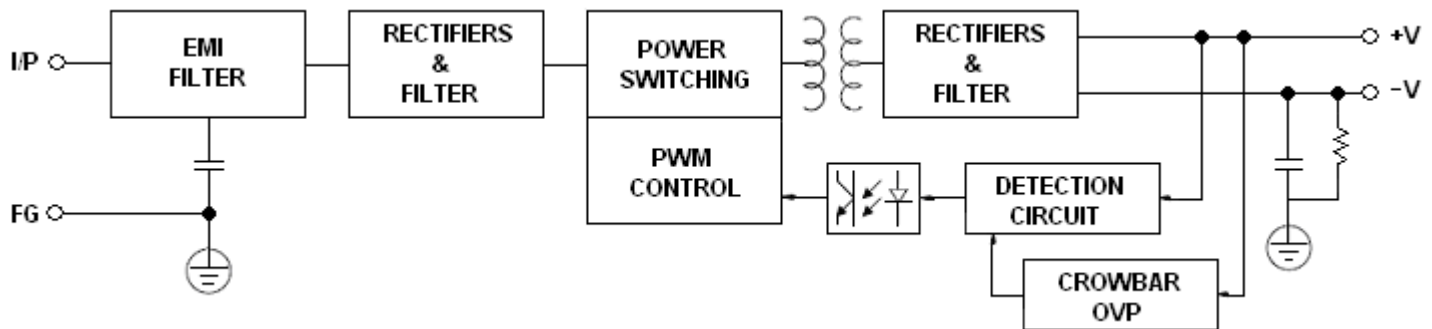 I/P
EMI
FILTER
RECTIFIERS
&
FILTER
POWER
SWITCHING
RECTIFIERS
&
FILTER
+V
-V
FG
PWM
CONTROL
DETECTION
CIRCUIT
CROWBAR
OVP